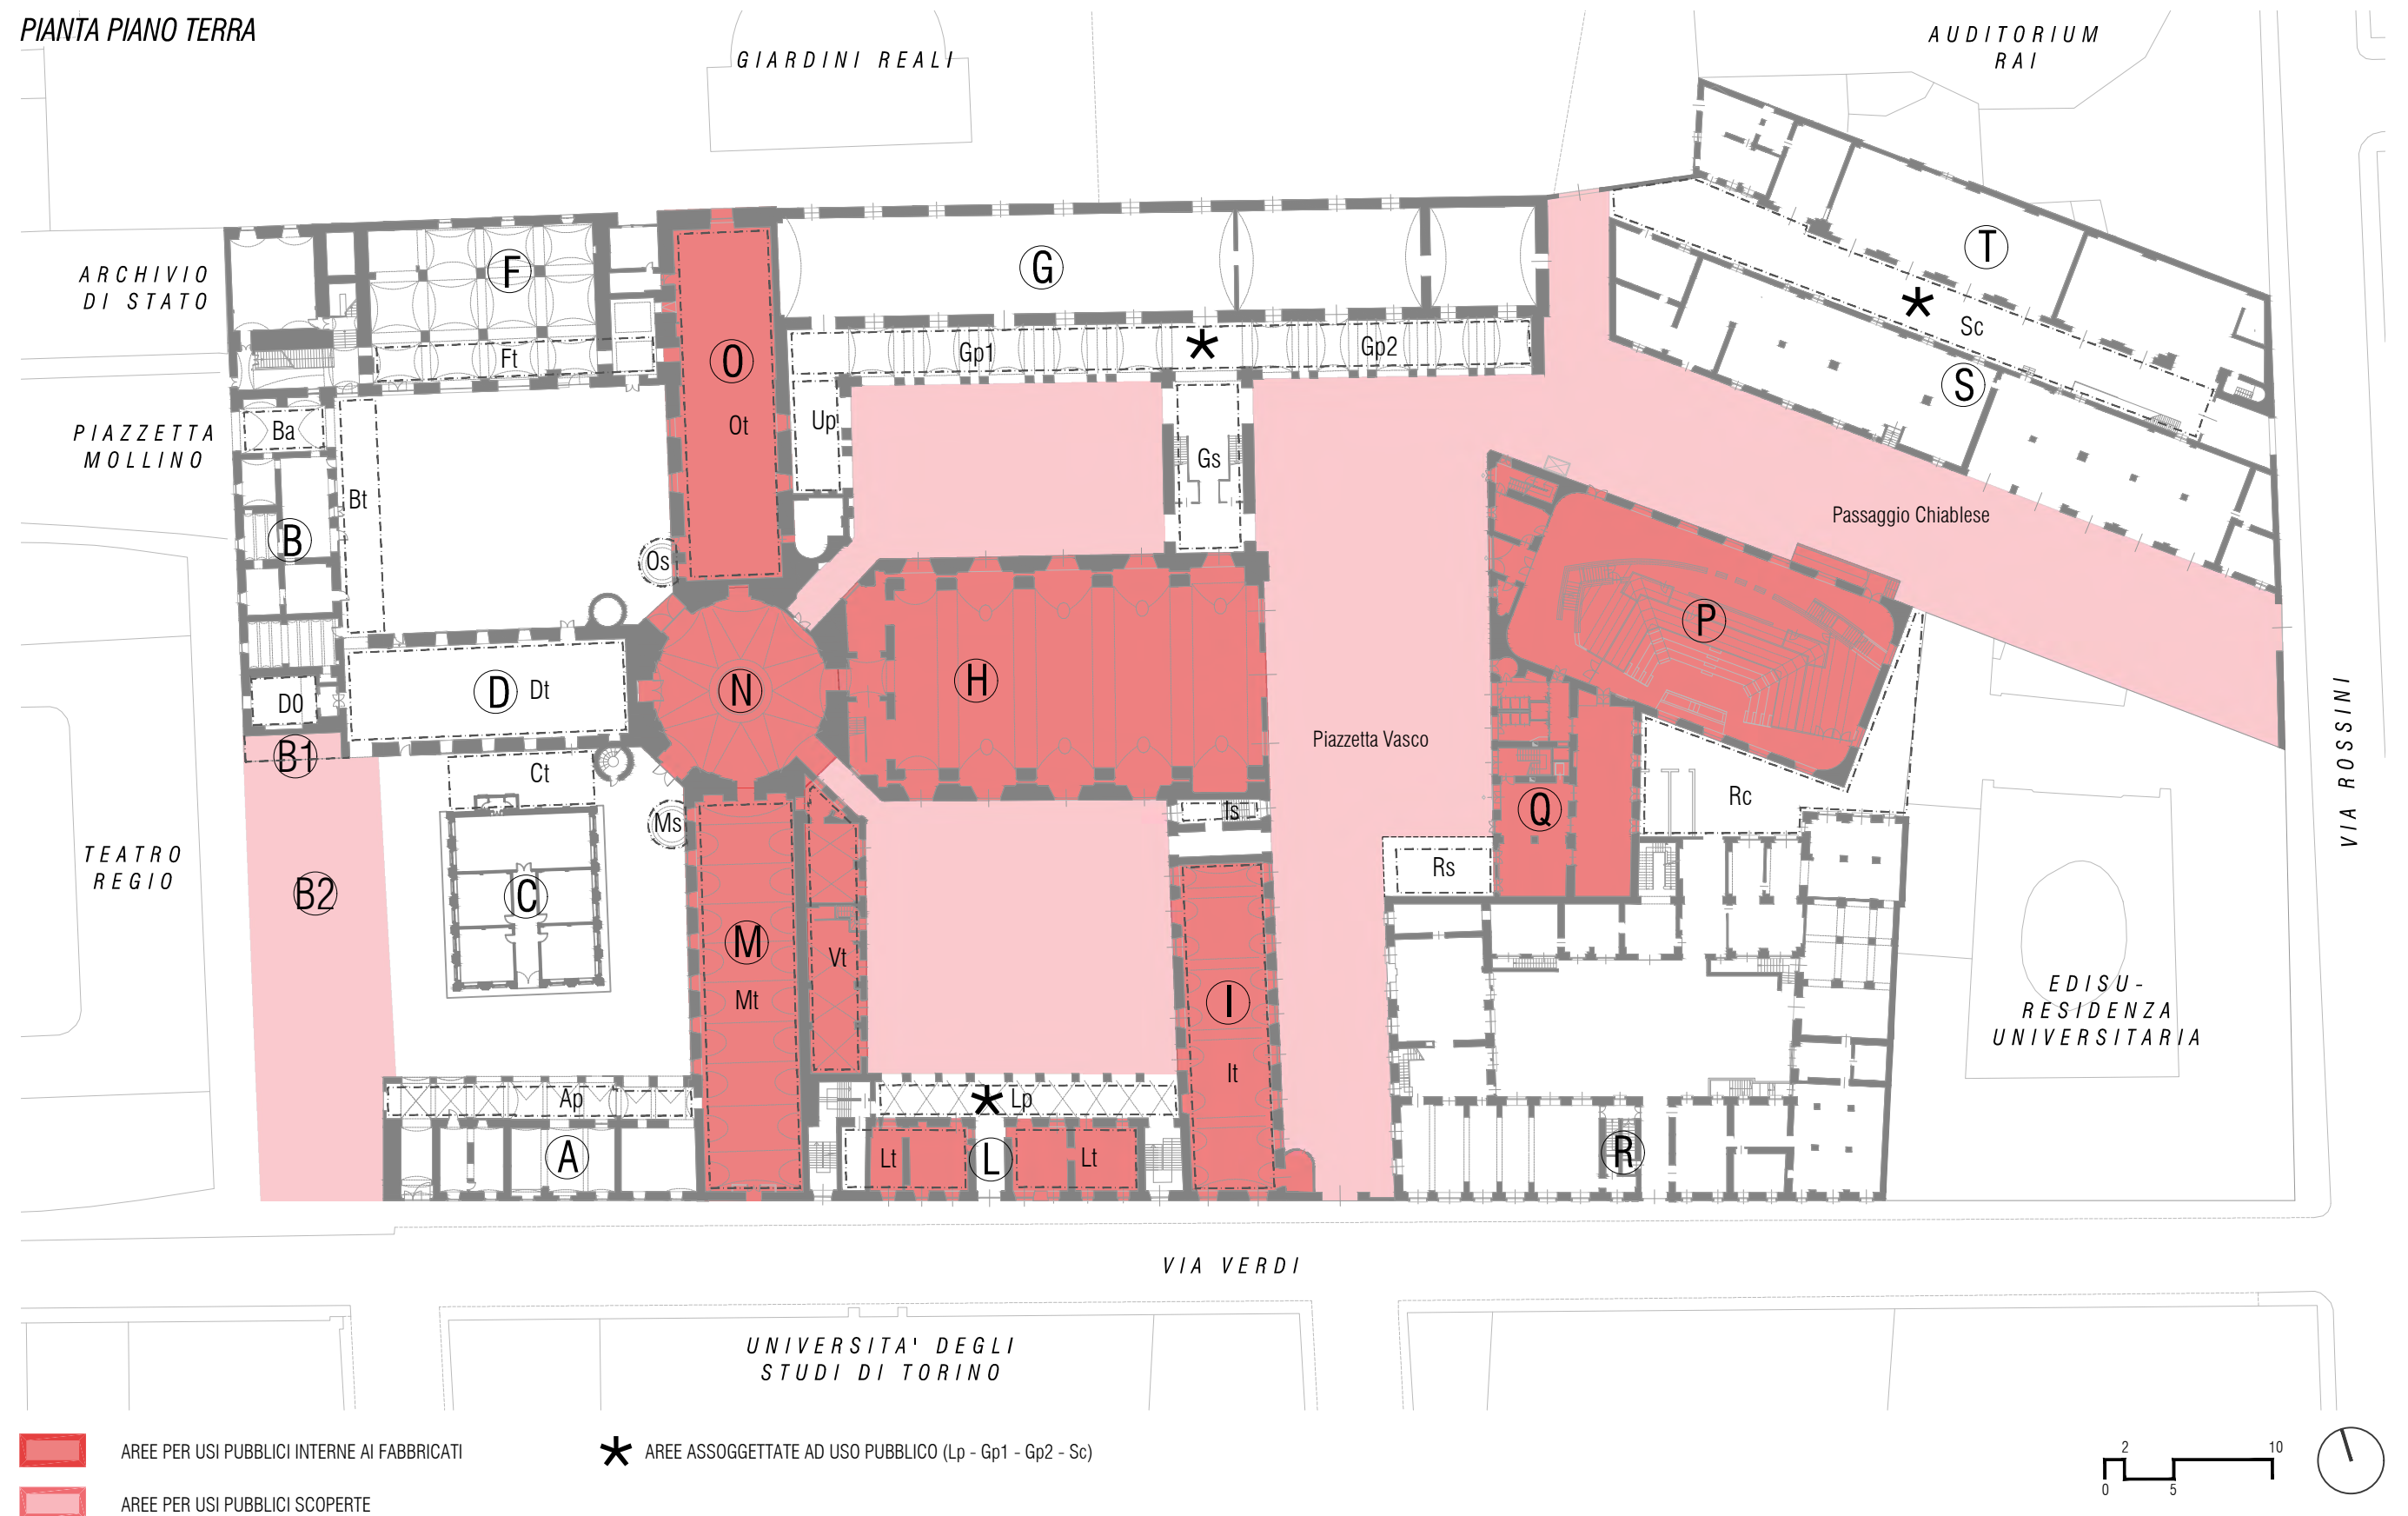 PIANTA PIANO TERRA
GIARDINI REALI
AUDITORIUM
RAI
ARCHIVIO
DI STATO
F
G
T
Sc
S
Ft
O
Gp1
Gp2
PIAZZETTA
MOLLINO
Ba
Ot
Up
Gs
Bt
B
Os
Passaggio Chiablese
P
D0
D
Dt
N
H
Piazzetta Vasco
VIA ROSSINI
B1
Ct
Ms
Is
Q
Rc
TEATRO
REGIO
B2
C
Rs
M
Mt
Vt
I
It
EDISU-
RESIDENZA
UNIVERSITARIA
Ap
Lp
A
Lt
L
Lt
R
VIA VERDI
UNIVERSITA' DEGLI
STUDI DI TORINO
AREE PER USI PUBBLICI INTERNE AI FABBRICATI
AREE ASSOGGETTATE AD USO PUBBLICO (Lp - Gp1 - Gp2 - Sc)
AREE PER USI PUBBLICI SCOPERTE
2
10
0
5